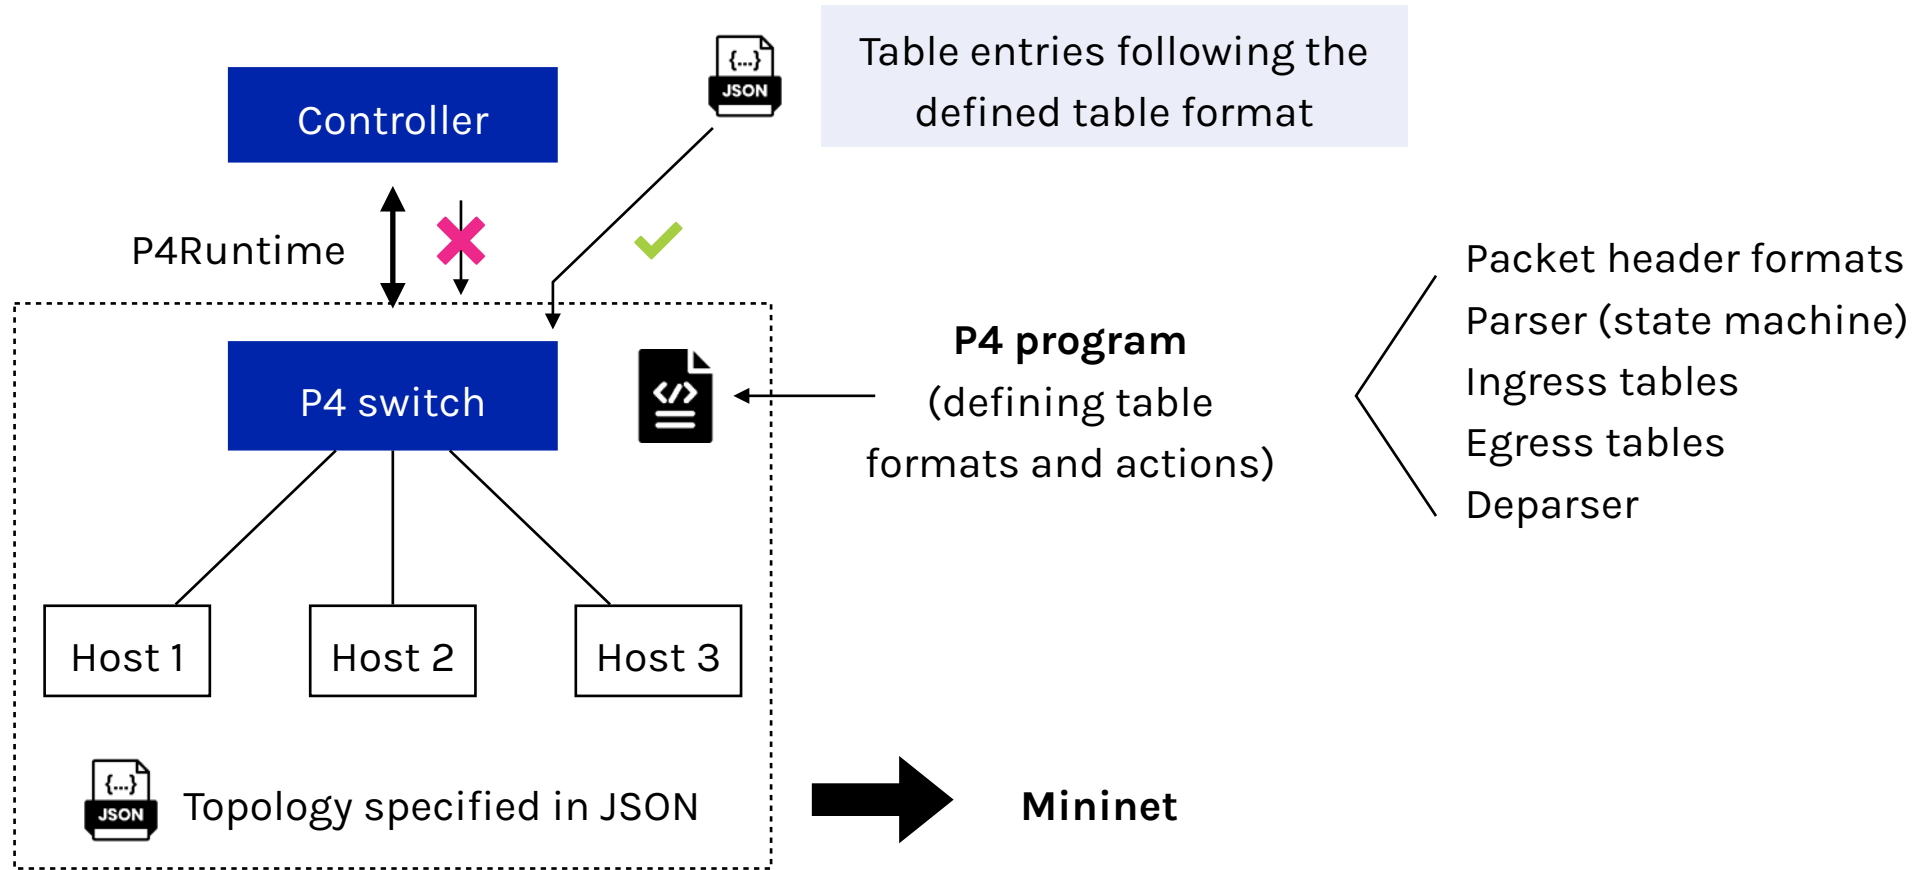 {...}
JSON
Table entries following the
defined table format
Controller
P4Runtime
P4 switch
</>
P4 program
(defining table
formats and actions)
Packet header formats
Parser (state machine)
Ingress tables
Egress tables
Deparser
Host 1
Host 2
Host 3
{...}
JSON
Topology specified in JSON
Mininet